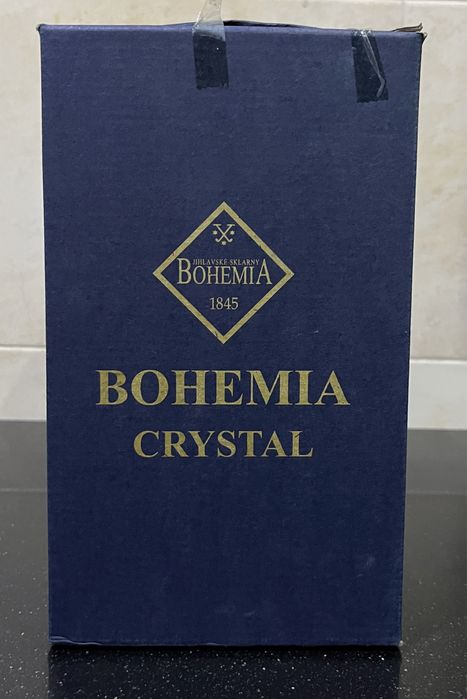 JIHLAVSKÉ SKLÁRNY
BOHEMIA
1845
BOHEMIA
CRYSTAL